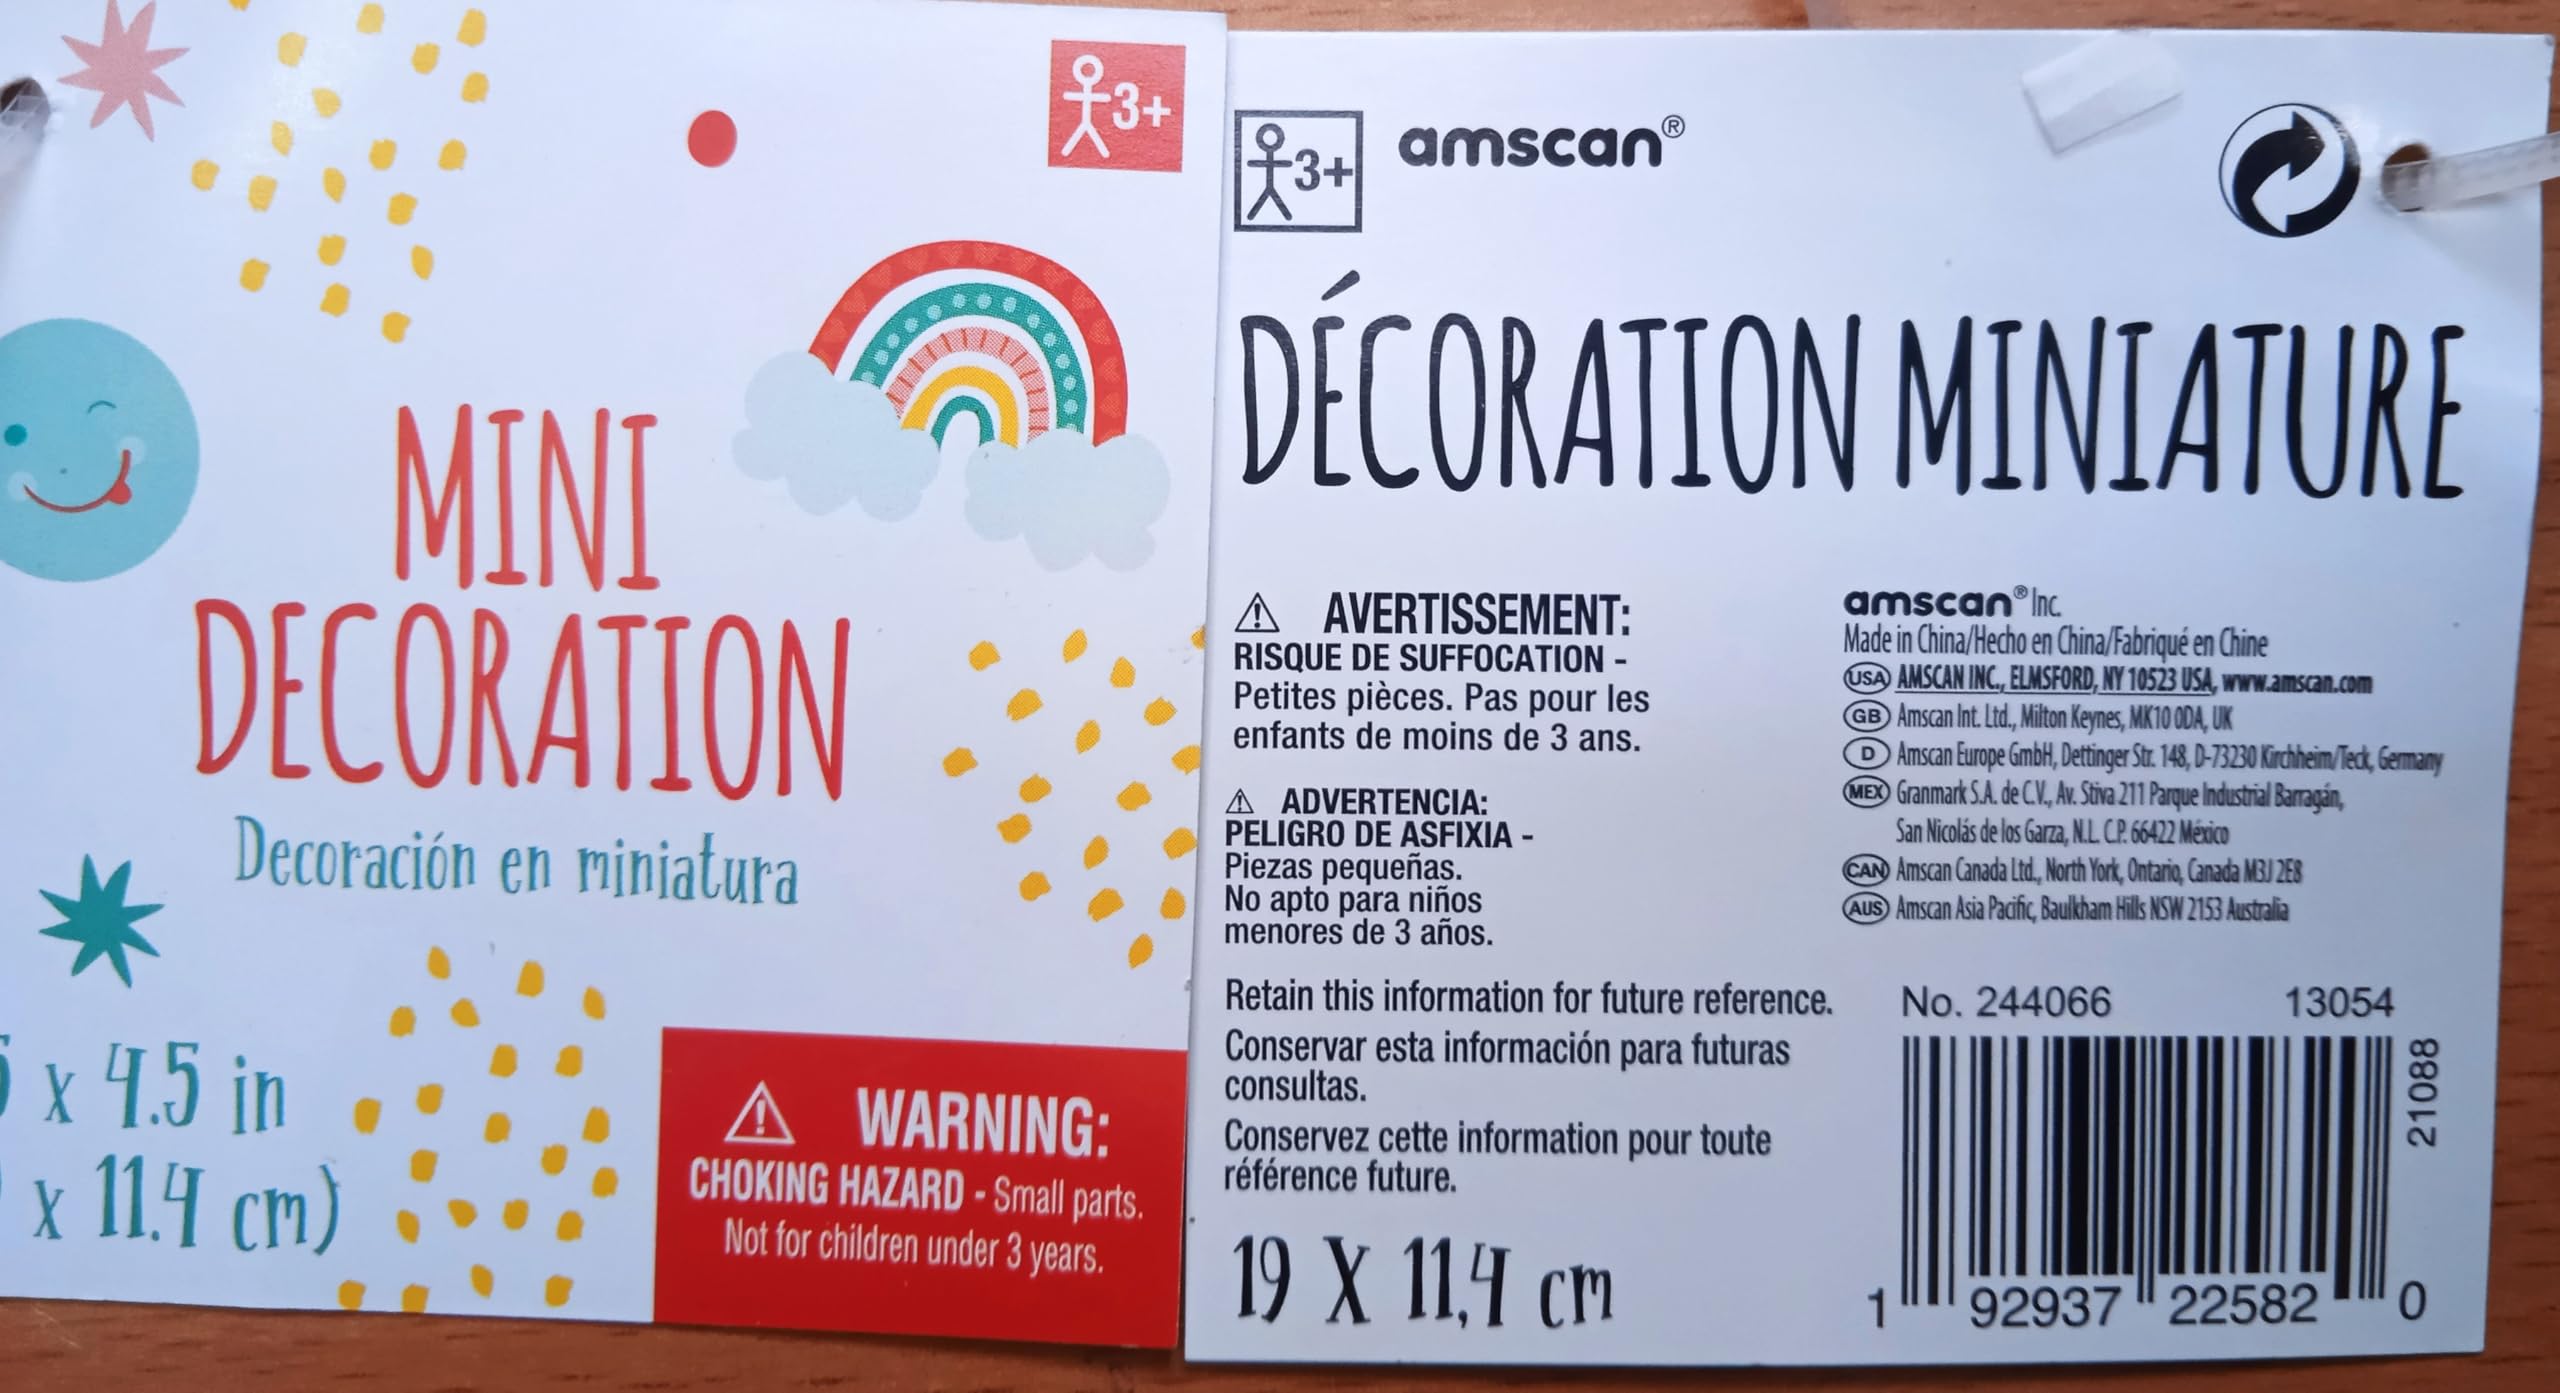 3+
MINI
DECORATION
Decoración en miniatura
x 4.5 in
x 11.4 cm)
WARNING:
CHOKING HAZARD - Small parts.
Not for children under 3 years.
3+
amscan®
DÉCORATION MINIATURE
AVERTISSEMENT:
RISQUE DE SUFFOCATION -
Petites pièces. Pas pour les
enfants de moins de 3 ans.
ADVERTENCIA:
PELIGRO DE ASFIXIA -
Piezas pequeñas.
No apto para niños
menores de 3 años.
Retain this information for future reference.
Conservar esta información para futuras
consultas.
Conservez cette information pour toute
référence future.
19 X 11,4 cm
amscan® Inc.
Made in China/Hecho en China/Fabriqué en Chine
USA AMSCAN INC., ELMSFORD, NY 10523 USA, www.amscan.com
GB Amscan Int. Ltd., Milton Keynes, MK10 0DA, UK
D Amscan Europe GmbH, Dettinger Str. 148, D-73230 Kirchheim/Teck, Germany
MEX Granmark S.A. de C.V., Av. Stiva 211 Parque Industrial Barragán,
San Nicolás de los Garza, N.L. C.P. 66422 México
CAN Amscan Canada Ltd., North York, Ontario, Canada M3J 2E8
AUS Amscan Asia Pacific, Baulkham Hills NSW 2153 Australia
No. 244066 13054
21088
1 92937 22582 0